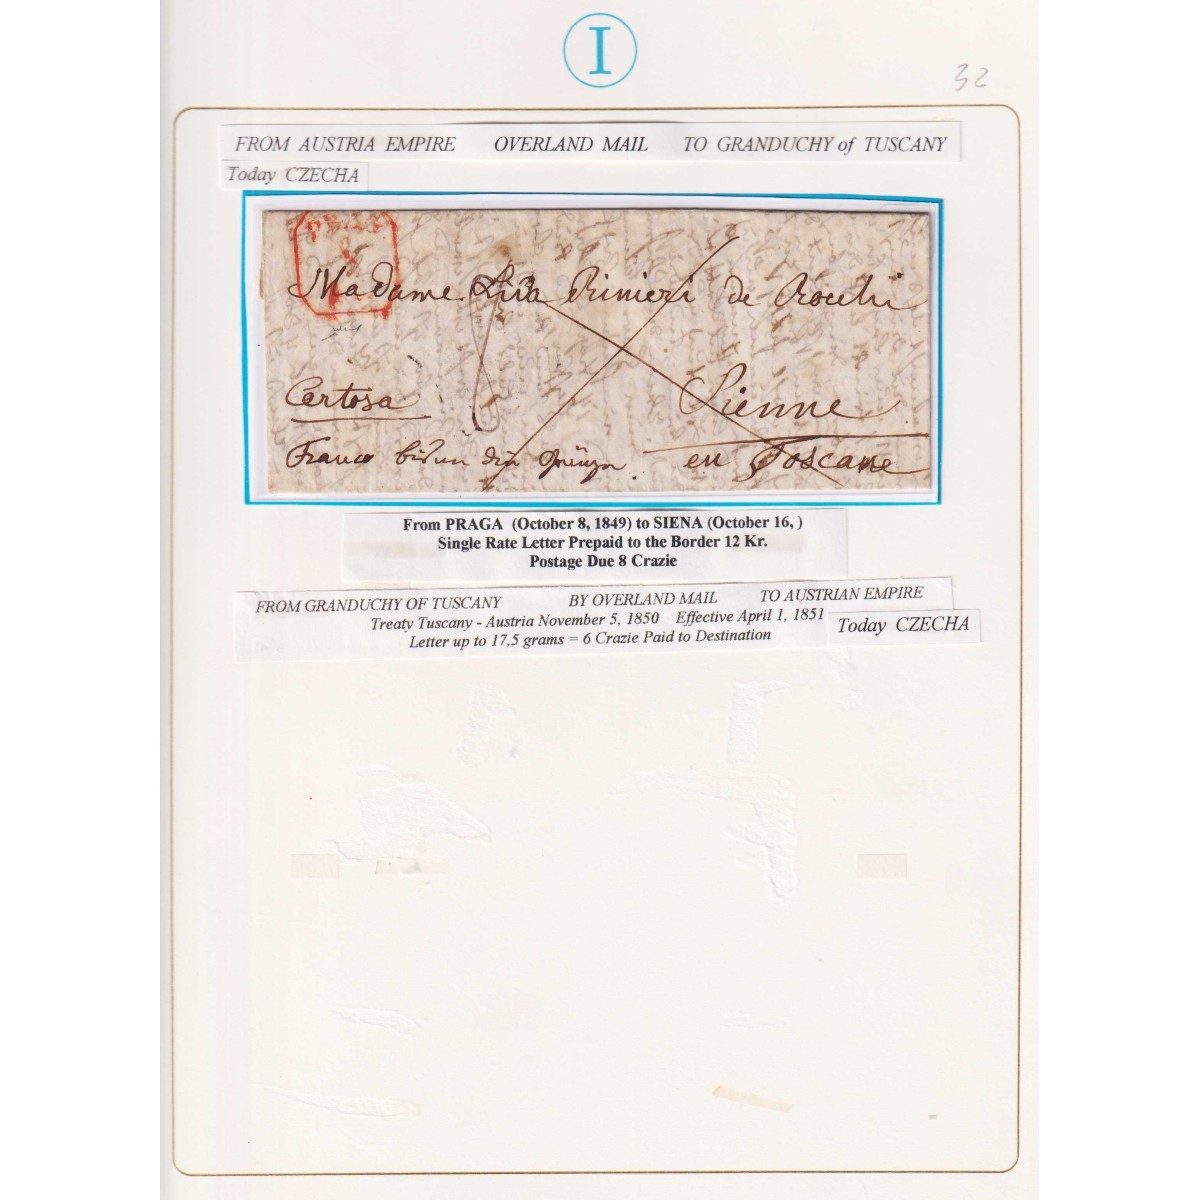 I
32
FROM AUSTRIA EMPIRE OVERLAND MAIL TO GRANDUCHY of TUSCANY
Today CZECHA
Madame Livia Rinieri de Rocchi
8
Certosa
Sienne
Franco en Toscane
From PRAGA (October 8, 1849) to SIENA (October 16, )
Single Rate Letter Prepaid to the Border 12 Kr.
Postage Due 8 Crazie
FROM GRANDUCHY OF TUSCANY BY OVERLAND MAIL TO AUSTRIAN EMPIRE
Treaty Tuscany - Austria November 5, 1850 Effective April 1, 1851
Today CZECHA
Letter up to 17,5 grams = 6 Crazie Paid to Destination